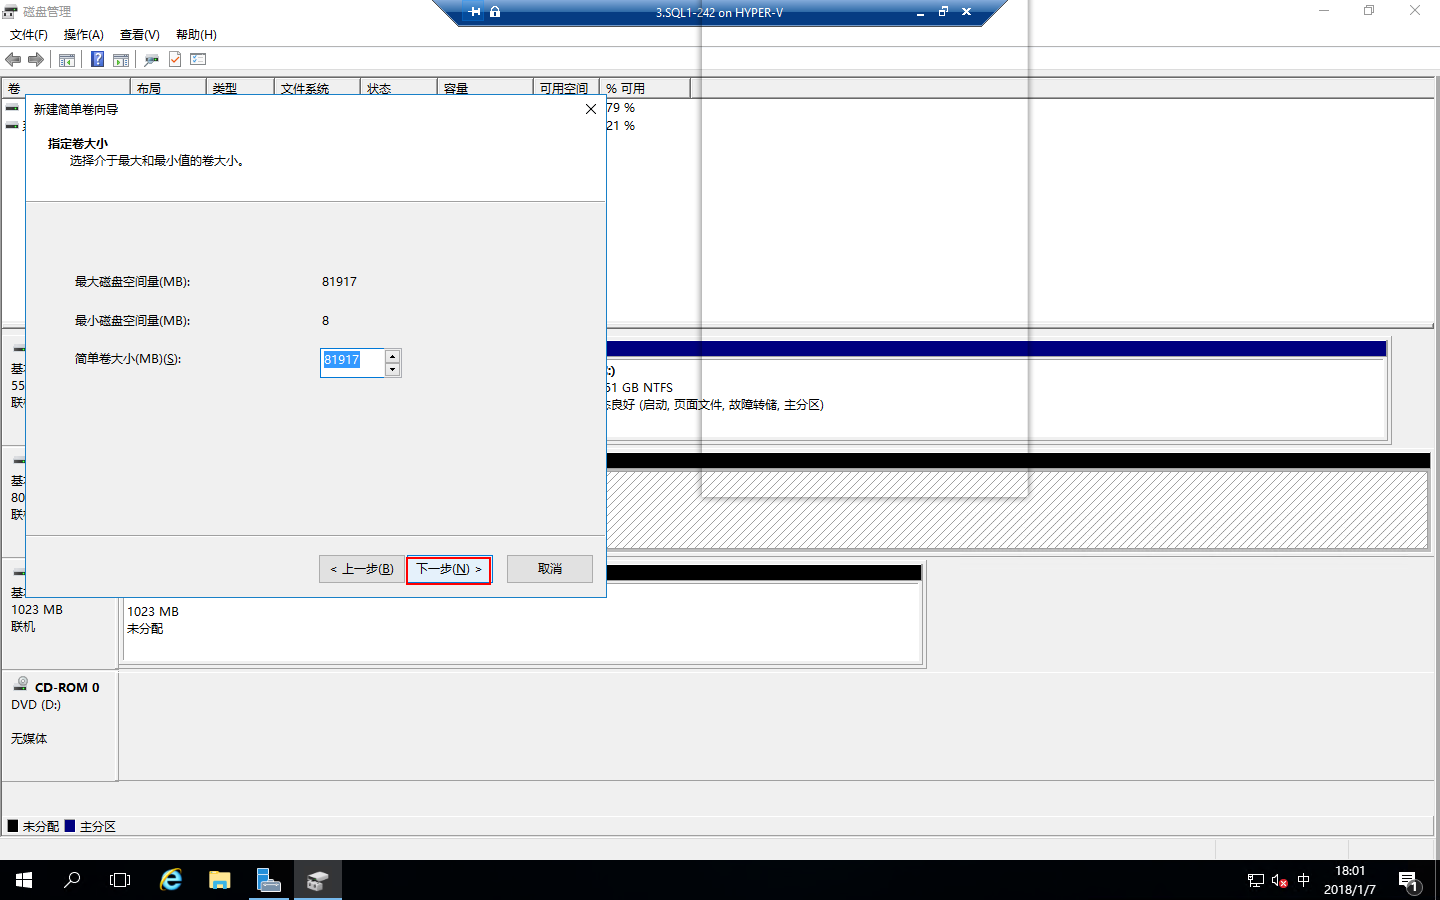 磁盘管理
3.SQL1-242 on HYPER-V
文件(F) 操作(A) 查看(V) 帮助(H)
卷 布局 类型 文件系统 状态 容量 可用空间 % 可用
79 %
21 %
新建简单卷向导
指定卷大小
选择介于最大和最小值的卷大小。
最大磁盘空间量(MB): 81917
最小磁盘空间量(MB): 8
简单卷大小(MB)(S): 81917
< 上一步(B) 下一步(N) > 取消
:)
51 GB NTFS
良好 (启动, 页面文件, 故障转储, 主分区)
基
55
联
基
80
联
基
1023 MB
联机
1023 MB
未分配
CD-ROM 0
DVD (D:)
无媒体
未分配 主分区
中
18:01
2018/1/7
1